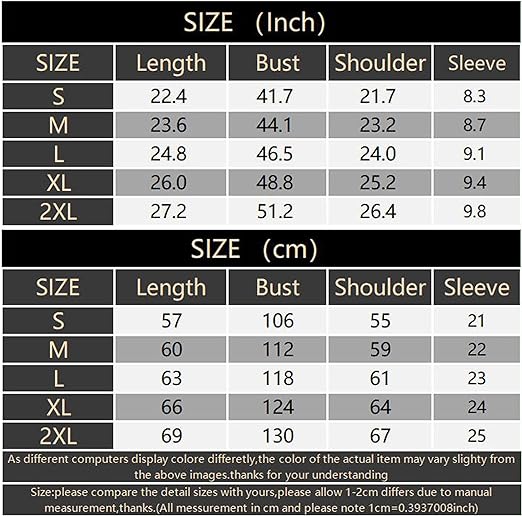 SIZE （Inch）
SIZE Length Bust Shoulder Sleeve
S 22.4 41.7 21.7 8.3
M 23.6 44.1 23.2 8.7
L 24.8 46.5 24.0 9.1
XL 26.0 48.8 25.2 9.4
2XL 27.2 51.2 26.4 9.8
SIZE （cm）
SIZE Length Bust Shoulder Sleeve
S 57 106 55 21
M 60 112 59 22
L 63 118 61 23
XL 66 124 64 24
2XL 69 130 67 25
As different computers display colore differetly,the color of the actual item may vary slighty from
the above images.thanks for your understanding
Size:please compare the detail sizes with yours,please allow 1-2cm differs due to manual
measurement,thanks.(All messurement in cm and please note 1cm=0.3937008inch)